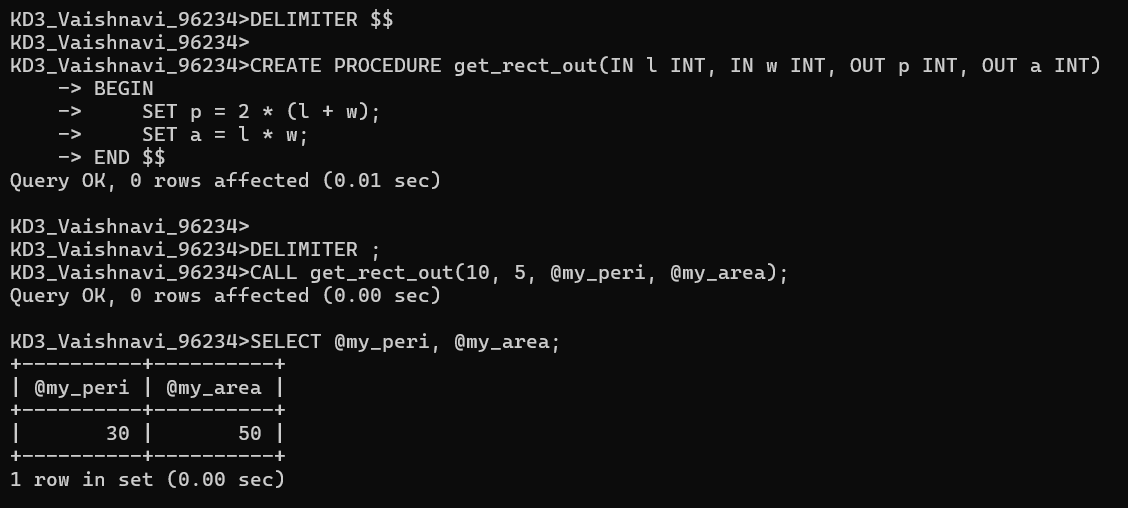 KD3_Vaishnavi_96234>DELIMITER $$
KD3_Vaishnavi_96234>
KD3_Vaishnavi_96234>CREATE PROCEDURE get_rect_out(IN l INT, IN w INT, OUT p INT, OUT a INT)
    -> BEGIN
    ->     SET p = 2 * (l + w);
    ->     SET a = l * w;
    -> END $$
Query OK, 0 rows affected (0.01 sec)

KD3_Vaishnavi_96234>
KD3_Vaishnavi_96234>DELIMITER ;
KD3_Vaishnavi_96234>CALL get_rect_out(10, 5, @my_peri, @my_area);
Query OK, 0 rows affected (0.00 sec)

KD3_Vaishnavi_96234>SELECT @my_peri, @my_area;
+----------+----------+
| @my_peri | @my_area |
+----------+----------+
|       30 |       50 |
+----------+----------+
1 row in set (0.00 sec)